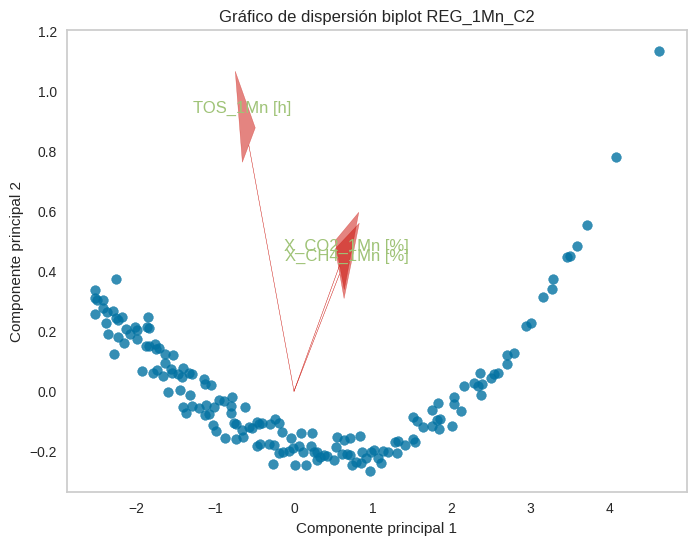 Gráfico de dispersión biplot REG_1Mn_C2
1.2
1.0
0.8
0.6
0.4
0.2
0.0
−0.2
Componente principal 2
TOS_1Mn [h]
X_CO2_1Mn [%]
X_CH4_1Mn [%]
−2
−1
0
1
2
3
4
Componente principal 1